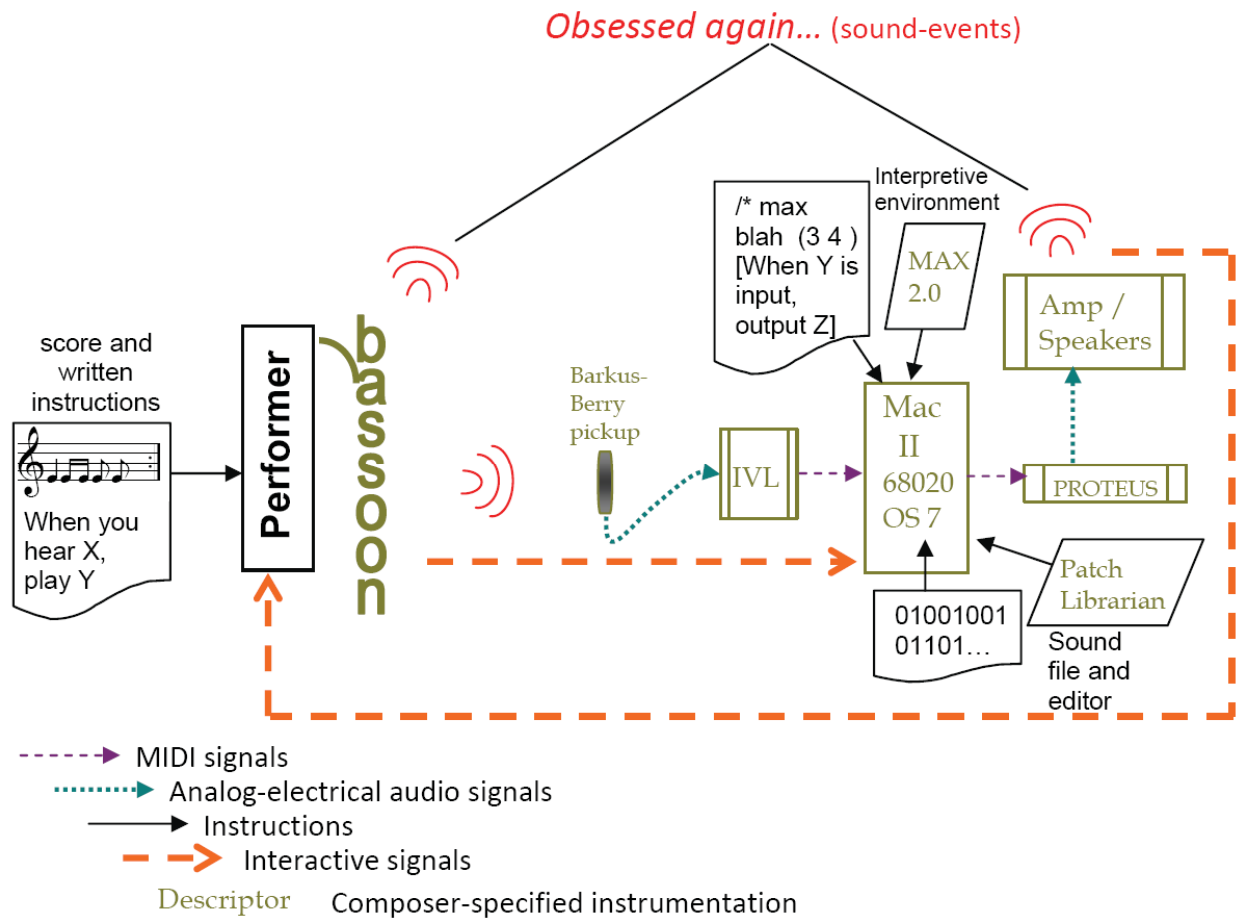 Obsessed again... (sound-events)
score and
written
instructions
When you
hear X,
play Y
Performer
bassoon
Barkus-
Berry
pickup
IVL
/* max
blah (3 4 )
[When Y is
input,
output Z]
Interpretive
environment
MAX
2.0
Mac
II
68020
OS 7
Amp /
Speakers
PROTEUS
01001001
01101...
Patch
Librarian
Sound
file and
editor
MIDI signals
Analog-electrical audio signals
Instructions
Interactive signals
Descriptor Composer-specified instrumentation